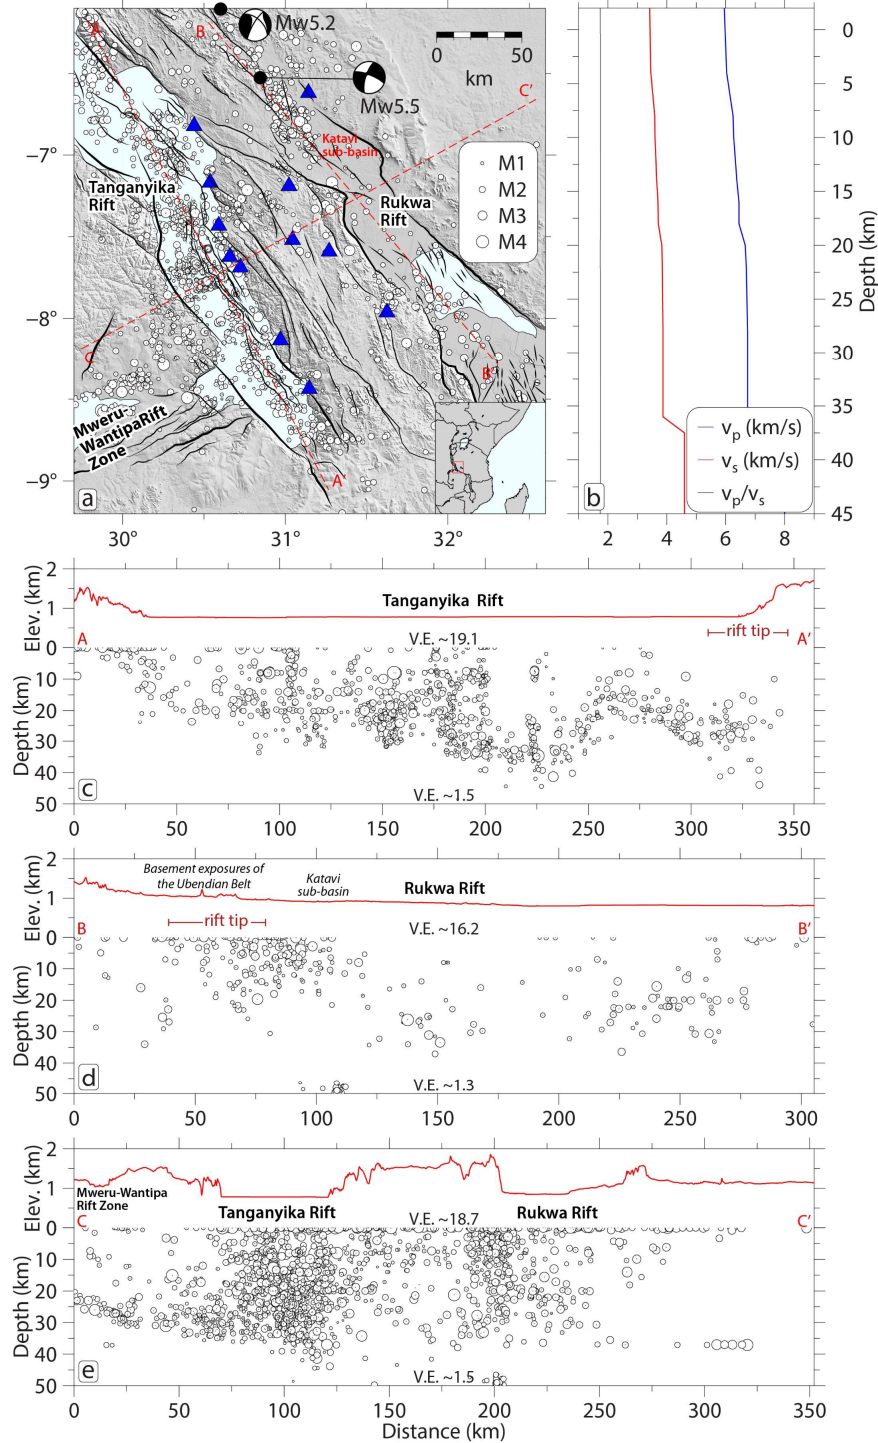 A
B
Mw5.2
0
50
km
Mw5.5
C'
Katavi
sub-basin
M1
M2
M3
M4
−7°
Tanganyika
Rift
Rukwa
Rift
−8°
C
B'
Mweru-
WantipaRift
Zone
−9°
A'
a
30°
31°
32°
0
5
10
15
20
25
30
35
40
45
Depth (km)
vp (km/s)
vs (km/s)
vp/vs
b
2
4
6
8
2
1
0
Elev. (km)
Tanganyika Rift
rift tip
A
V.E. ~19.1
A'
0
10
20
30
40
50
Depth (km)
c
V.E. ~1.5
0
50
100
150
200
250
300
350
2
1
0
Elev. (km)
Basement exposures of
the Ubendian Belt
Katavi
sub-basin
Rukwa Rift
rift tip
B
V.E. ~16.2
B'
0
10
20
30
40
50
Depth (km)
d
V.E. ~1.3
0
50
100
150
200
250
300
2
1
0
Elev. (km)
Mweru-Wantipa
Rift Zone
Tanganyika Rift
V.E. ~18.7
Rukwa Rift
C
C'
0
10
20
30
40
50
Depth (km)
e
V.E. ~1.5
0
50
100
150
200
250
300
350
Distance (km)